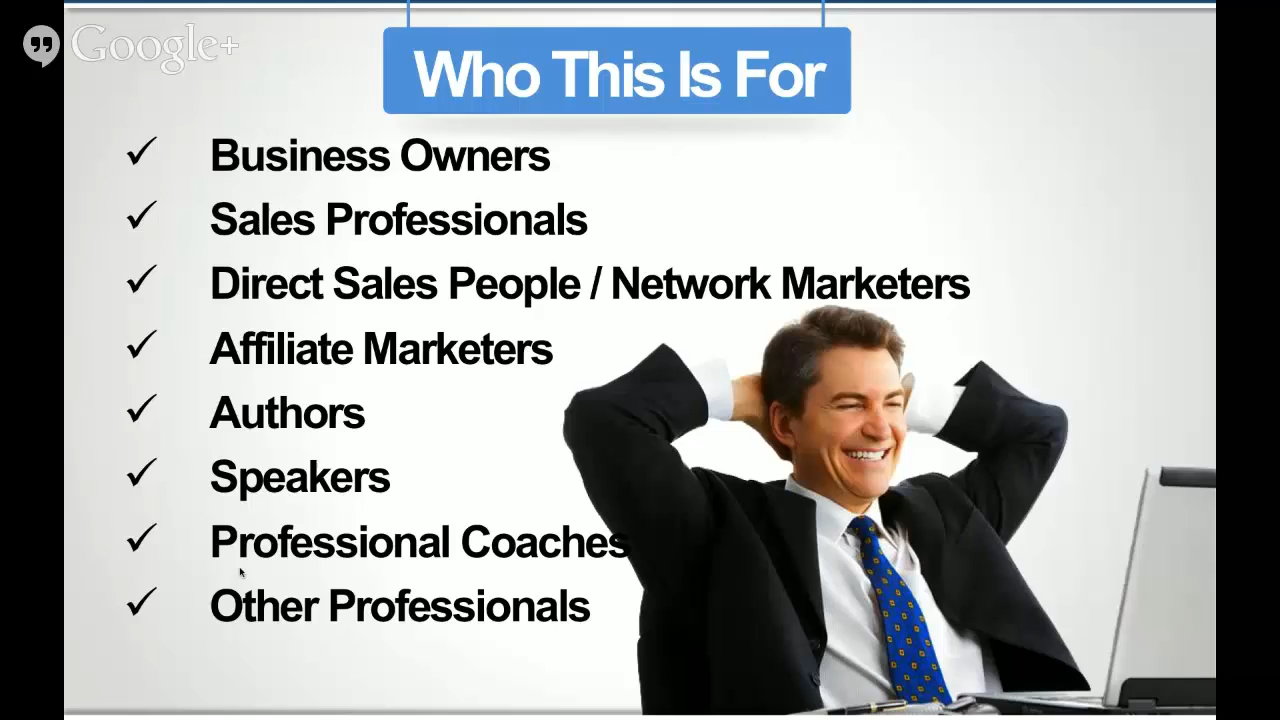 Google+
Who This Is For
Business Owners
Sales Professionals
Direct Sales People / Network Marketers
Affiliate Marketers
Authors
Speakers
Professional Coaches
Other Professionals